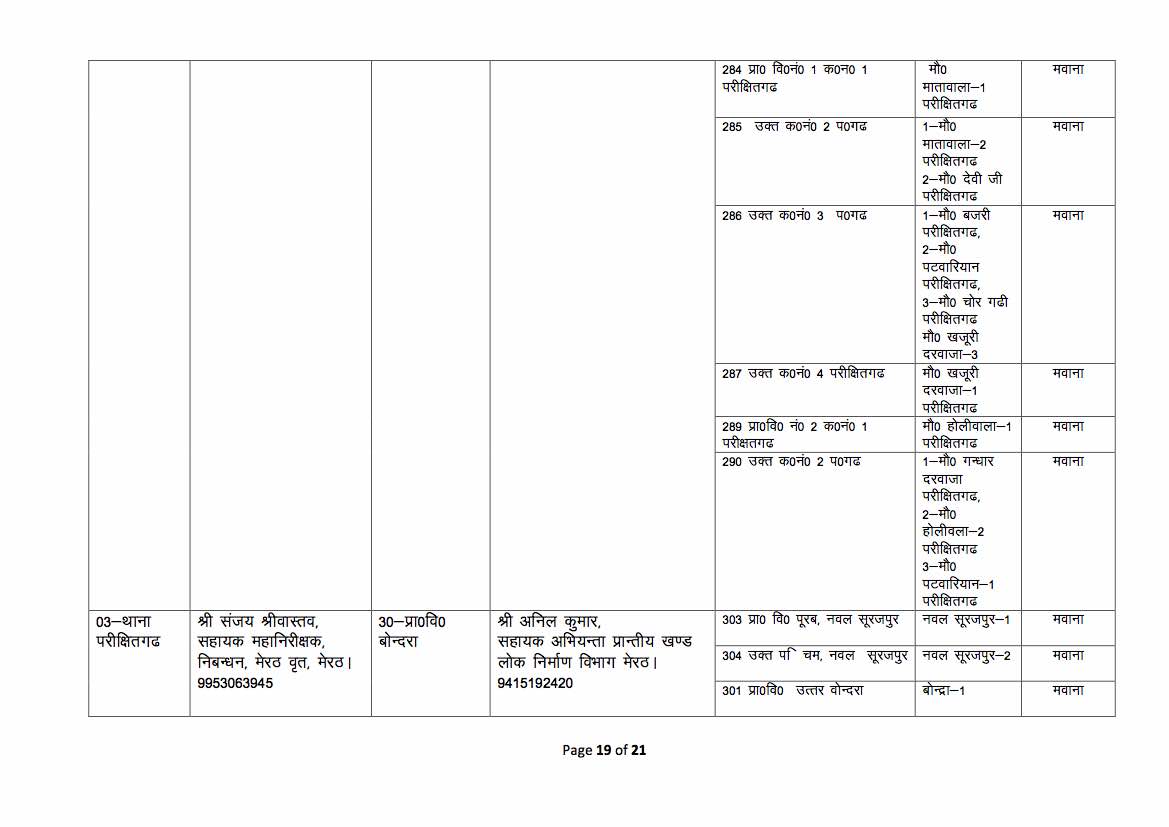 284 प्रा0 वि0नं0 1 क0न0 1
परीक्षितगढ
मौ0
मातावाला–1
परीक्षितगढ
मवाना
285 उक्त क0नं0 2 प0गढ
1–मौ0
मातावाला–2
परीक्षितगढ
2–मौ0 देवी जी
परीक्षितगढ
मवाना
286 उक्त क0नं0 3 प0गढ
1–मौ0 बजरी
परीक्षितगढ,
2–मौ0
पटवारियान
परीक्षितगढ,
3–मौ0 चोर गढी
परीक्षितगढ
मौ0 खजूरी
दरवाजा–3
मवाना
287 उक्त क0नं0 4 परीक्षितगढ
मौ0 खजूरी
दरवाजा–1
परीक्षितगढ
मवाना
289 प्रा0वि0 नं0 2 क0नं0 1
परीक्षतगढ
मौ0 होलीवाला–1
परीक्षितगढ
मवाना
290 उक्त क0नं0 2 प0गढ
1–मौ0 गन्धार
दरवाजा
परीक्षितगढ,
2–मौ0
होलीवला–2
परीक्षितगढ
3–मौ0
पटवारियान–1
परीक्षितगढ
मवाना
03–थाना
परीक्षितगढ
श्री संजय श्रीवास्तव,
सहायक महानिरीक्षक,
निबन्धन, मेरठ वृत, मेरठ।
9953063945
30–प्रा0वि0
बोन्दरा
श्री अनिल कुमार,
सहायक अभियन्ता प्रान्तीय खण्ड
लोक निर्माण विभाग मेरठ।
9415192420
303 प्रा0 वि0 पूरब, नवल सूरजपुर
नवल सूरजपुर–1
मवाना
304 उक्त पि चम, नवल सूरजपुर
नवल सूरजपुर–2
मवाना
301 प्रा0वि0 उत्तर वोन्दरा
बोन्द्रा–1
मवाना
Page 19 of 21